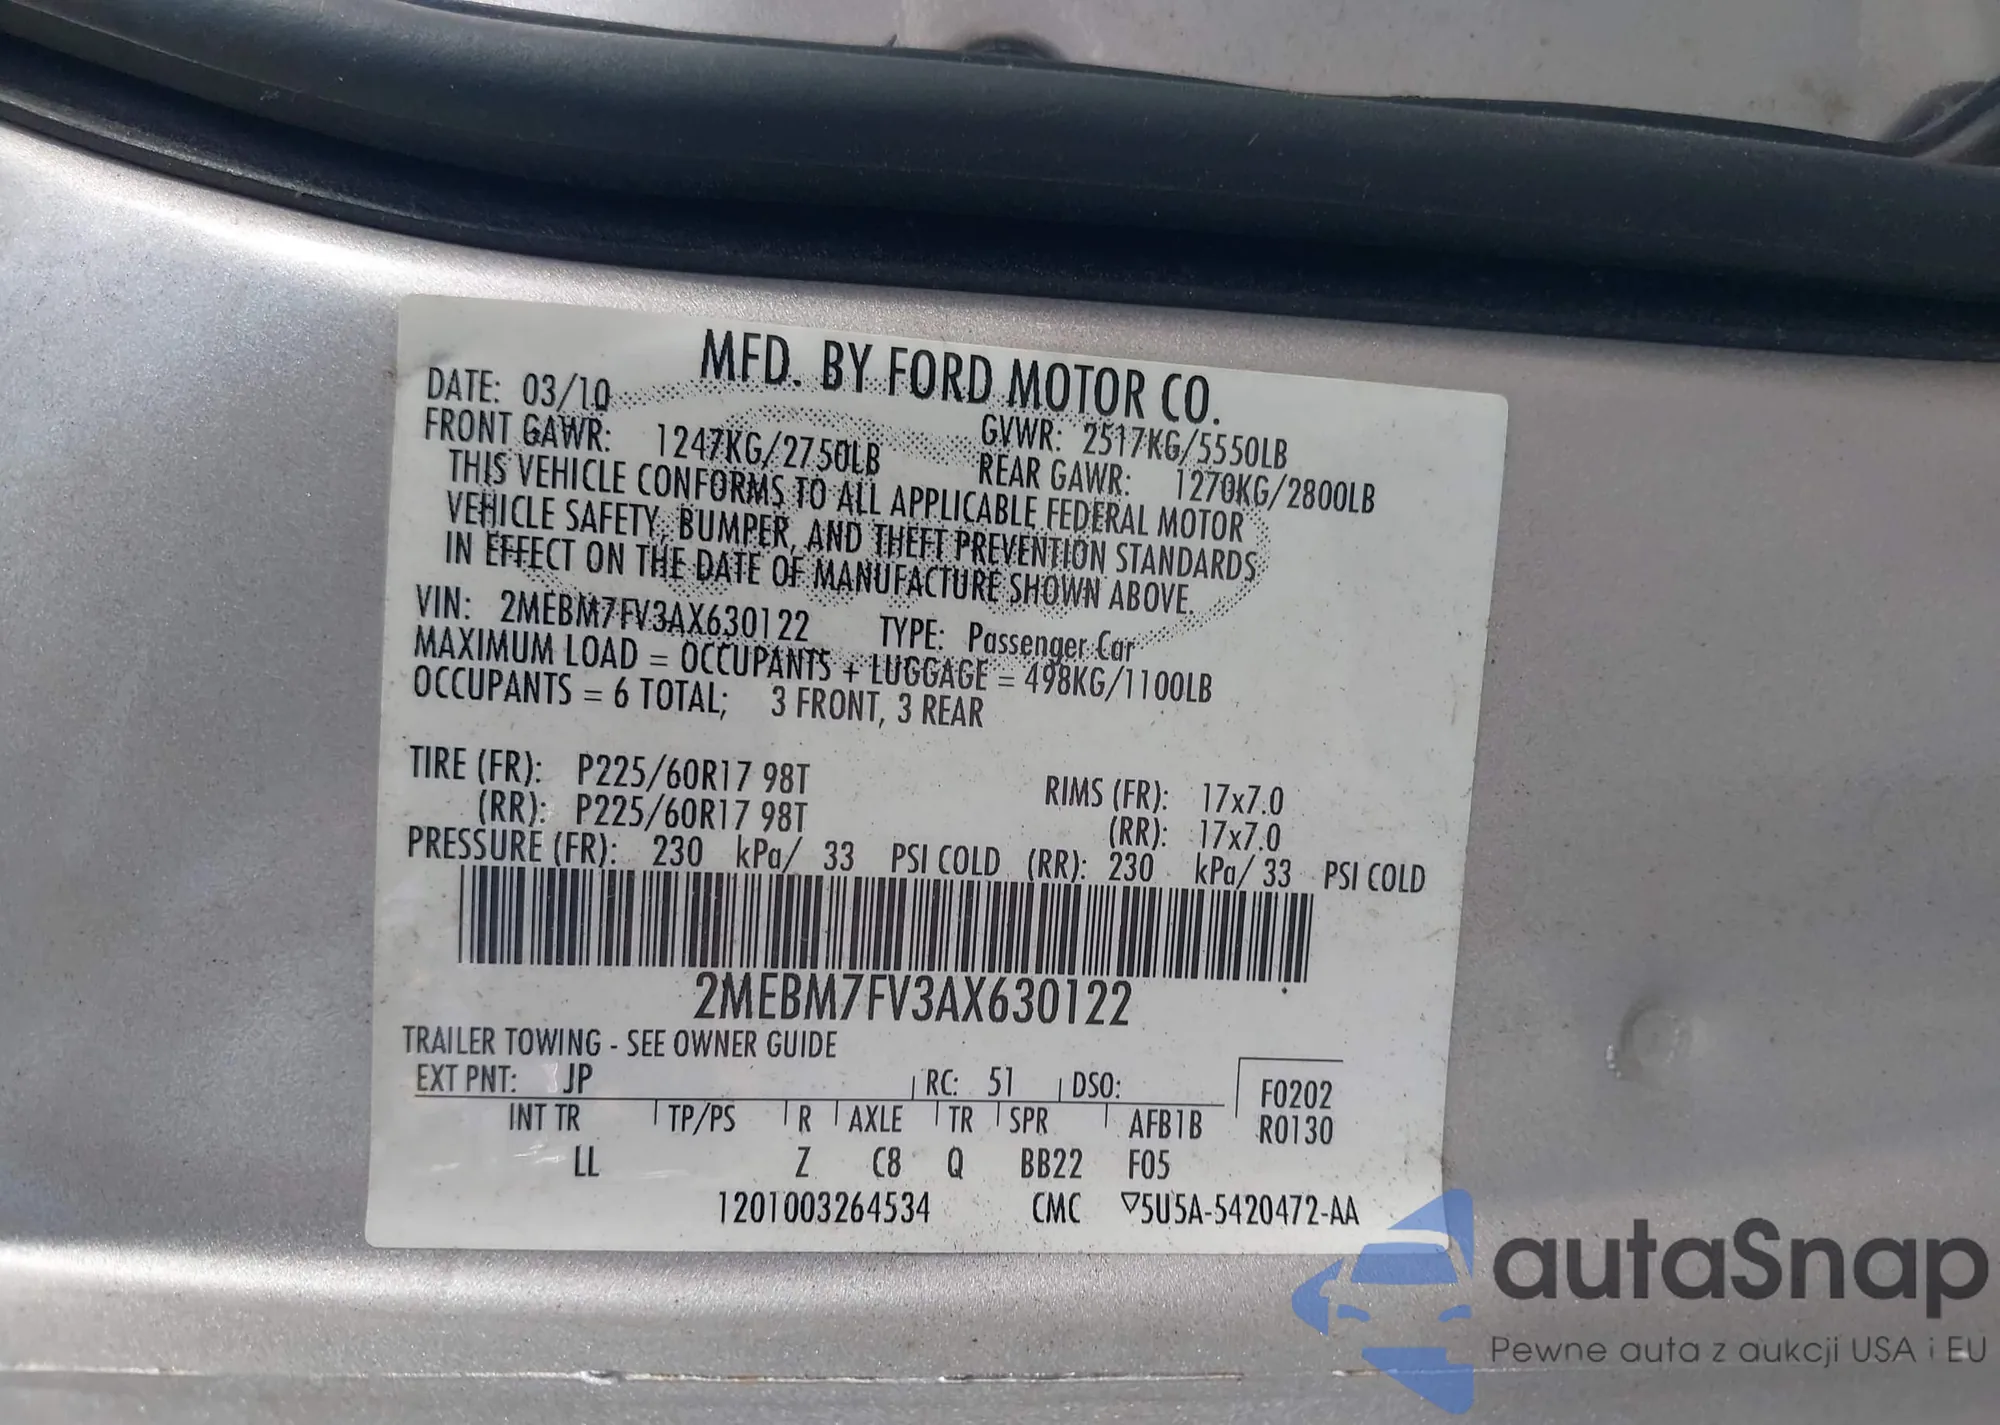 MFD. BY FORD MOTOR CO.
DATE: 03/10
GVWR: 2517KG/5550LB
FRONT GAWR: 1247KG/2750LB
REAR GAWR: 1270KG/2800LB
THIS VEHICLE CONFORMS TO ALL APPLICABLE FEDERAL MOTOR
VEHICLE SAFETY, BUMPER, AND THEFT PREVENTION STANDARDS
IN EFFECT ON THE DATE OF MANUFACTURE SHOWN ABOVE.
VIN: 2MEBM7FV3AX630122 TYPE: Passenger Car
MAXIMUM LOAD = OCCUPANTS + LUGGAGE = 498KG/1100LB
OCCUPANTS = 6 TOTAL; 3 FRONT, 3 REAR
TIRE (FR): P225/60R17 98T RIMS (FR): 17x7.0
(RR): P225/60R17 98T (RR): 17x7.0
PRESSURE (FR): 230 kPa/ 33 PSI COLD (RR): 230 kPa/ 33 PSI COLD
2MEBM7FV3AX630122
TRAILER TOWING - SEE OWNER GUIDE
EXT PNT: JP RC: 51 DSO: F0202
INT TR TP/PS R AXLE TR SPR AFB1B R0130
LL Z C8 Q BB22 F05
1201003264534 CMC ▽5U5A-5420472-AA
autaSnap
Pewne auta z aukcji USA i EU